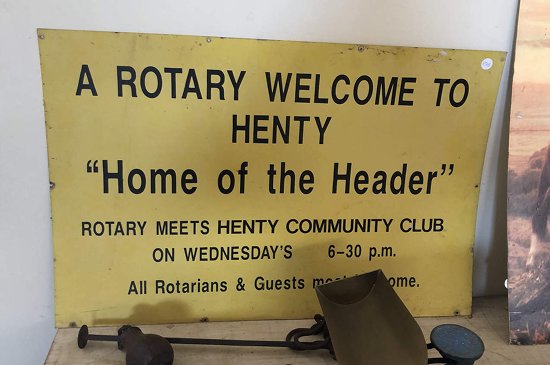 A ROTARY WELCOME TO
HENTY
“Home of the Header”
ROTARY MEETS HENTY COMMUNITY CLUB
ON WEDNESDAY'S 6-30 p.m.
All Rotarians & Guests